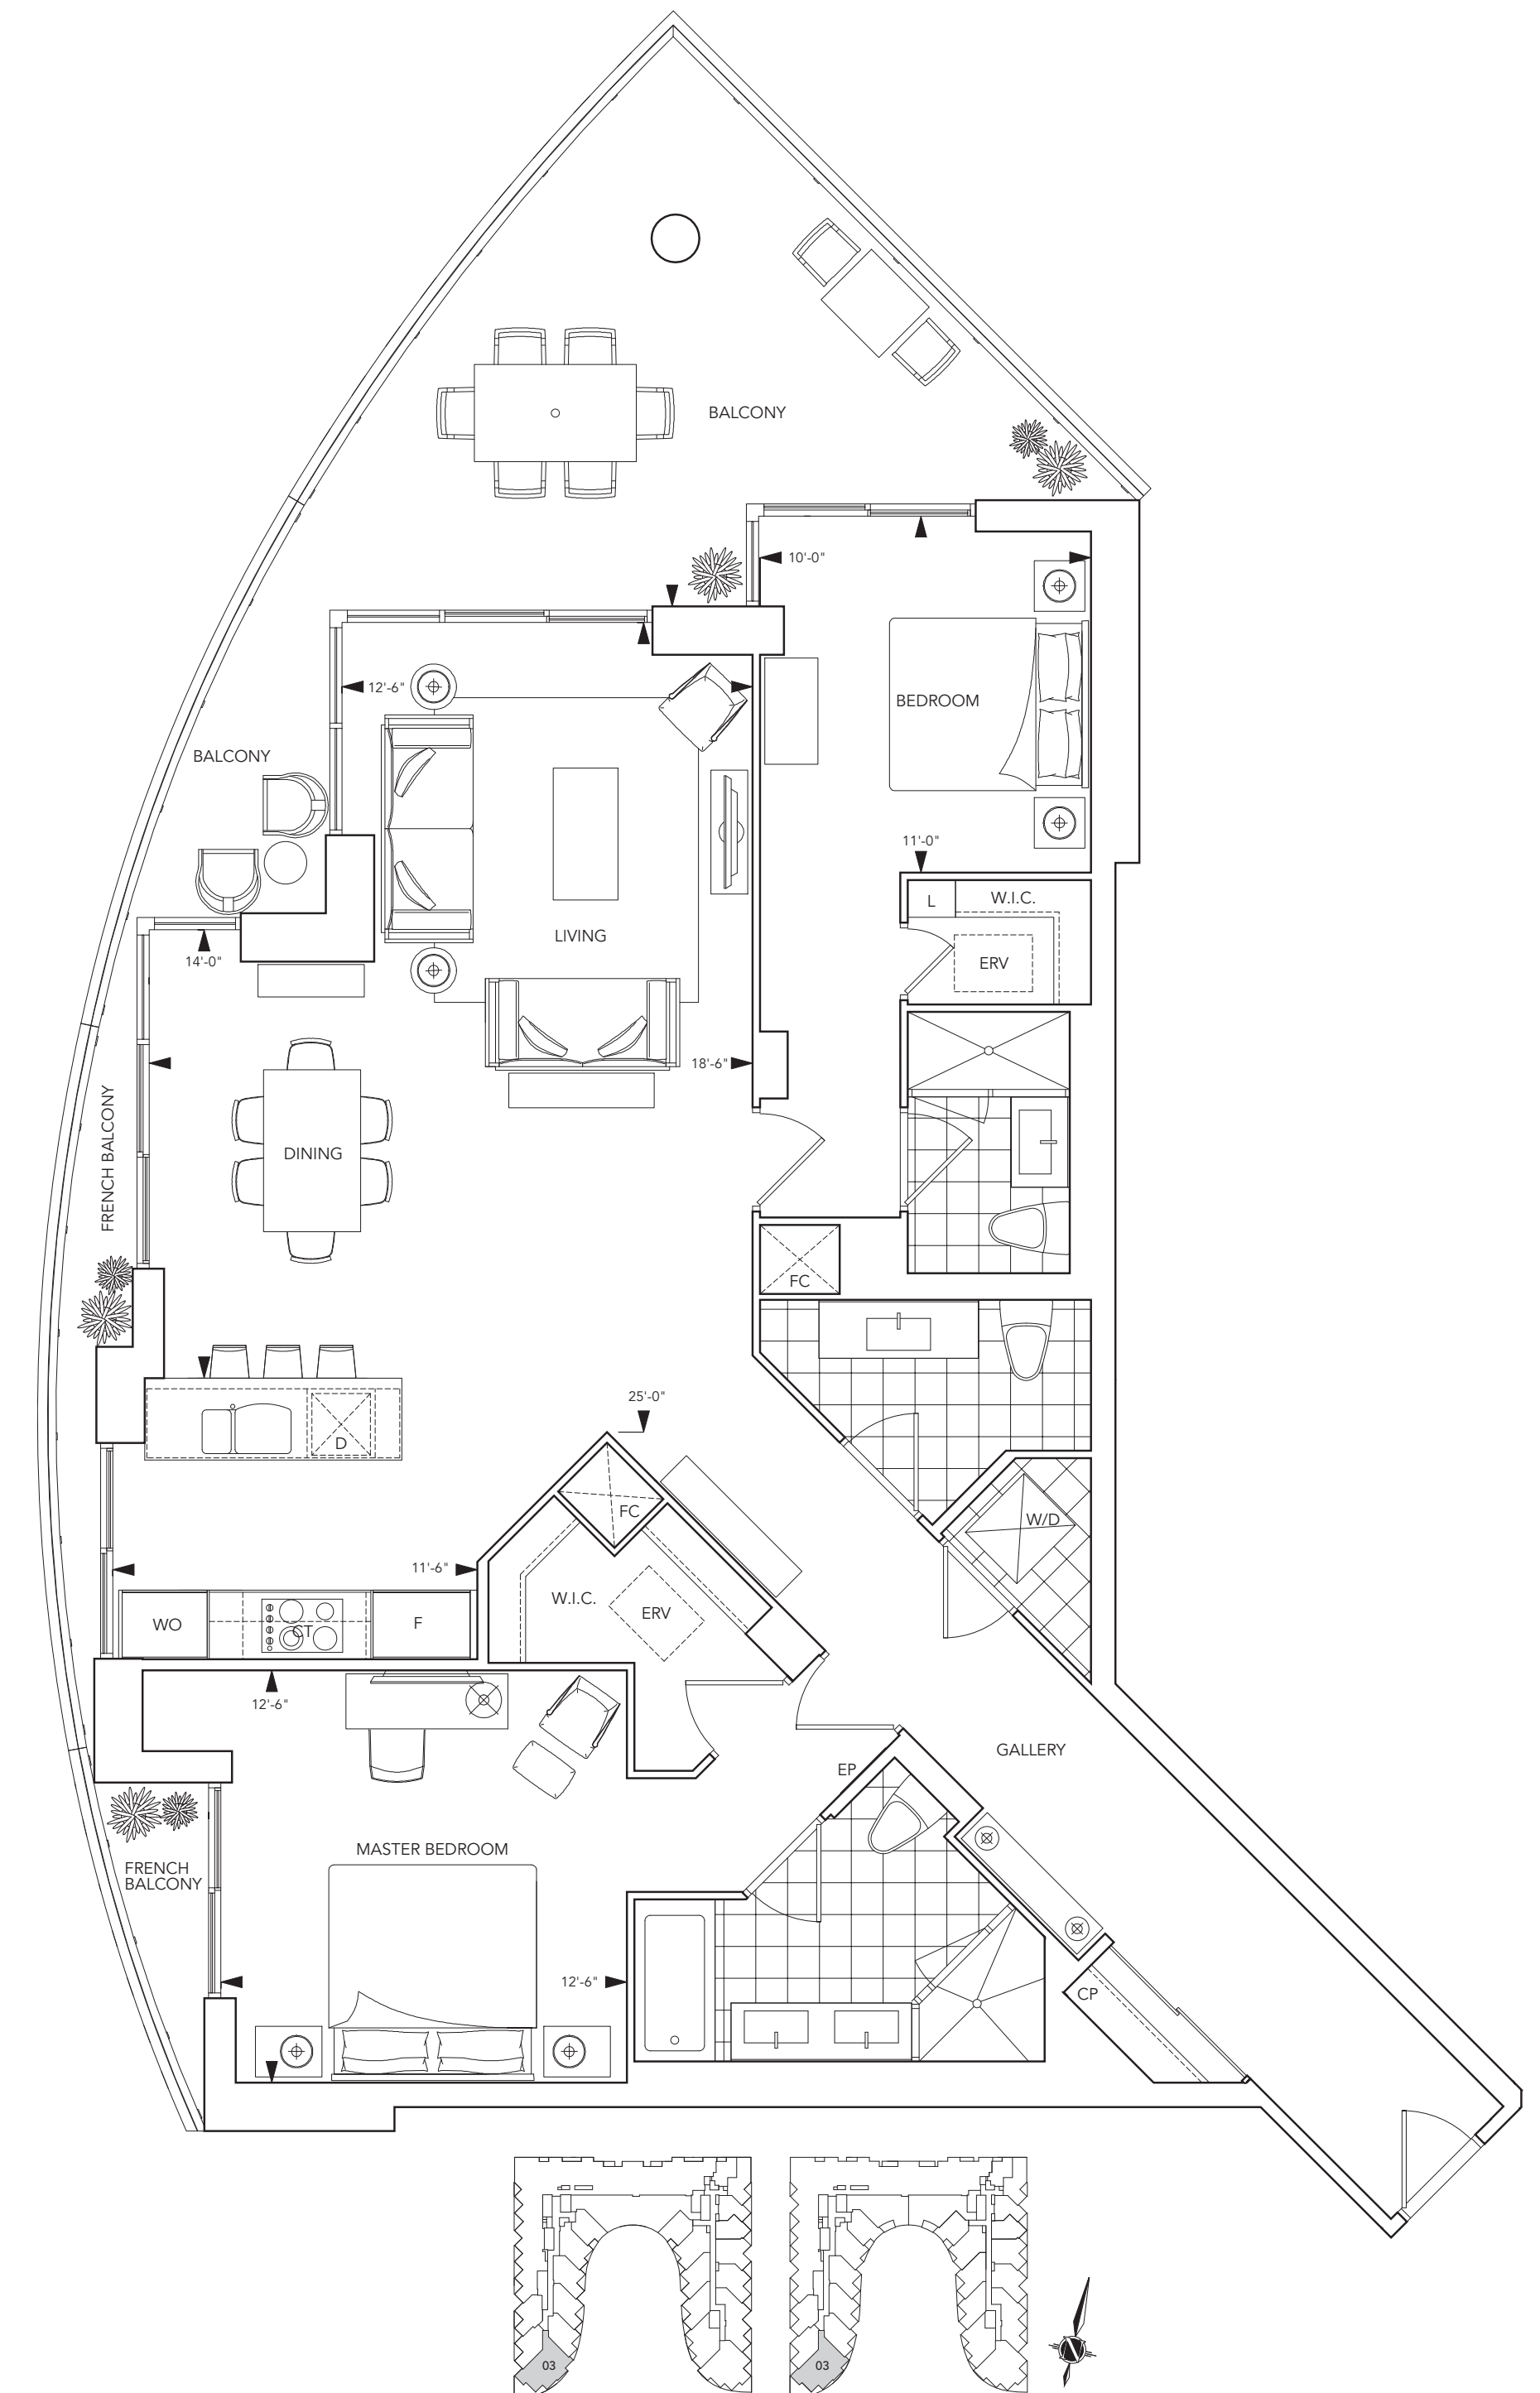 BALCONY
10'-0"
12'-6"
BEDROOM
BALCONY
11'-0"
L
W.I.C.
LIVING
14'-0"
ERV
18'-6"
FRENCH BALCONY
DINING
FC
25'-0"
D
FC
W/D
11'-6"
W.I.C.
ERV
WO
CT
F
12'-6"
GALLERY
EP
MASTER BEDROOM
FRENCH
BALCONY
12'-6"
CP
03
03
N